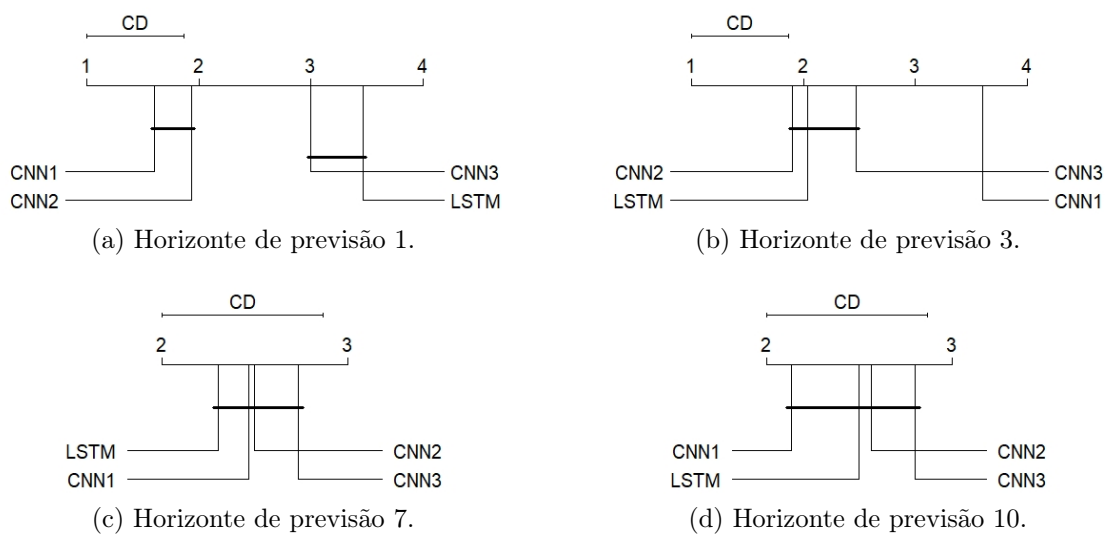 CD
1 2 3 4
CNN1 CNN3
CNN2 LSTM
(a) Horizonte de previsão 1.
CD
1 2 3 4
CNN2 CNN3
LSTM CNN1
(b) Horizonte de previsão 3.
CD
2 3
LSTM CNN2
CNN1 CNN3
(c) Horizonte de previsão 7.
CD
2 3
CNN1 CNN2
LSTM CNN3
(d) Horizonte de previsão 10.